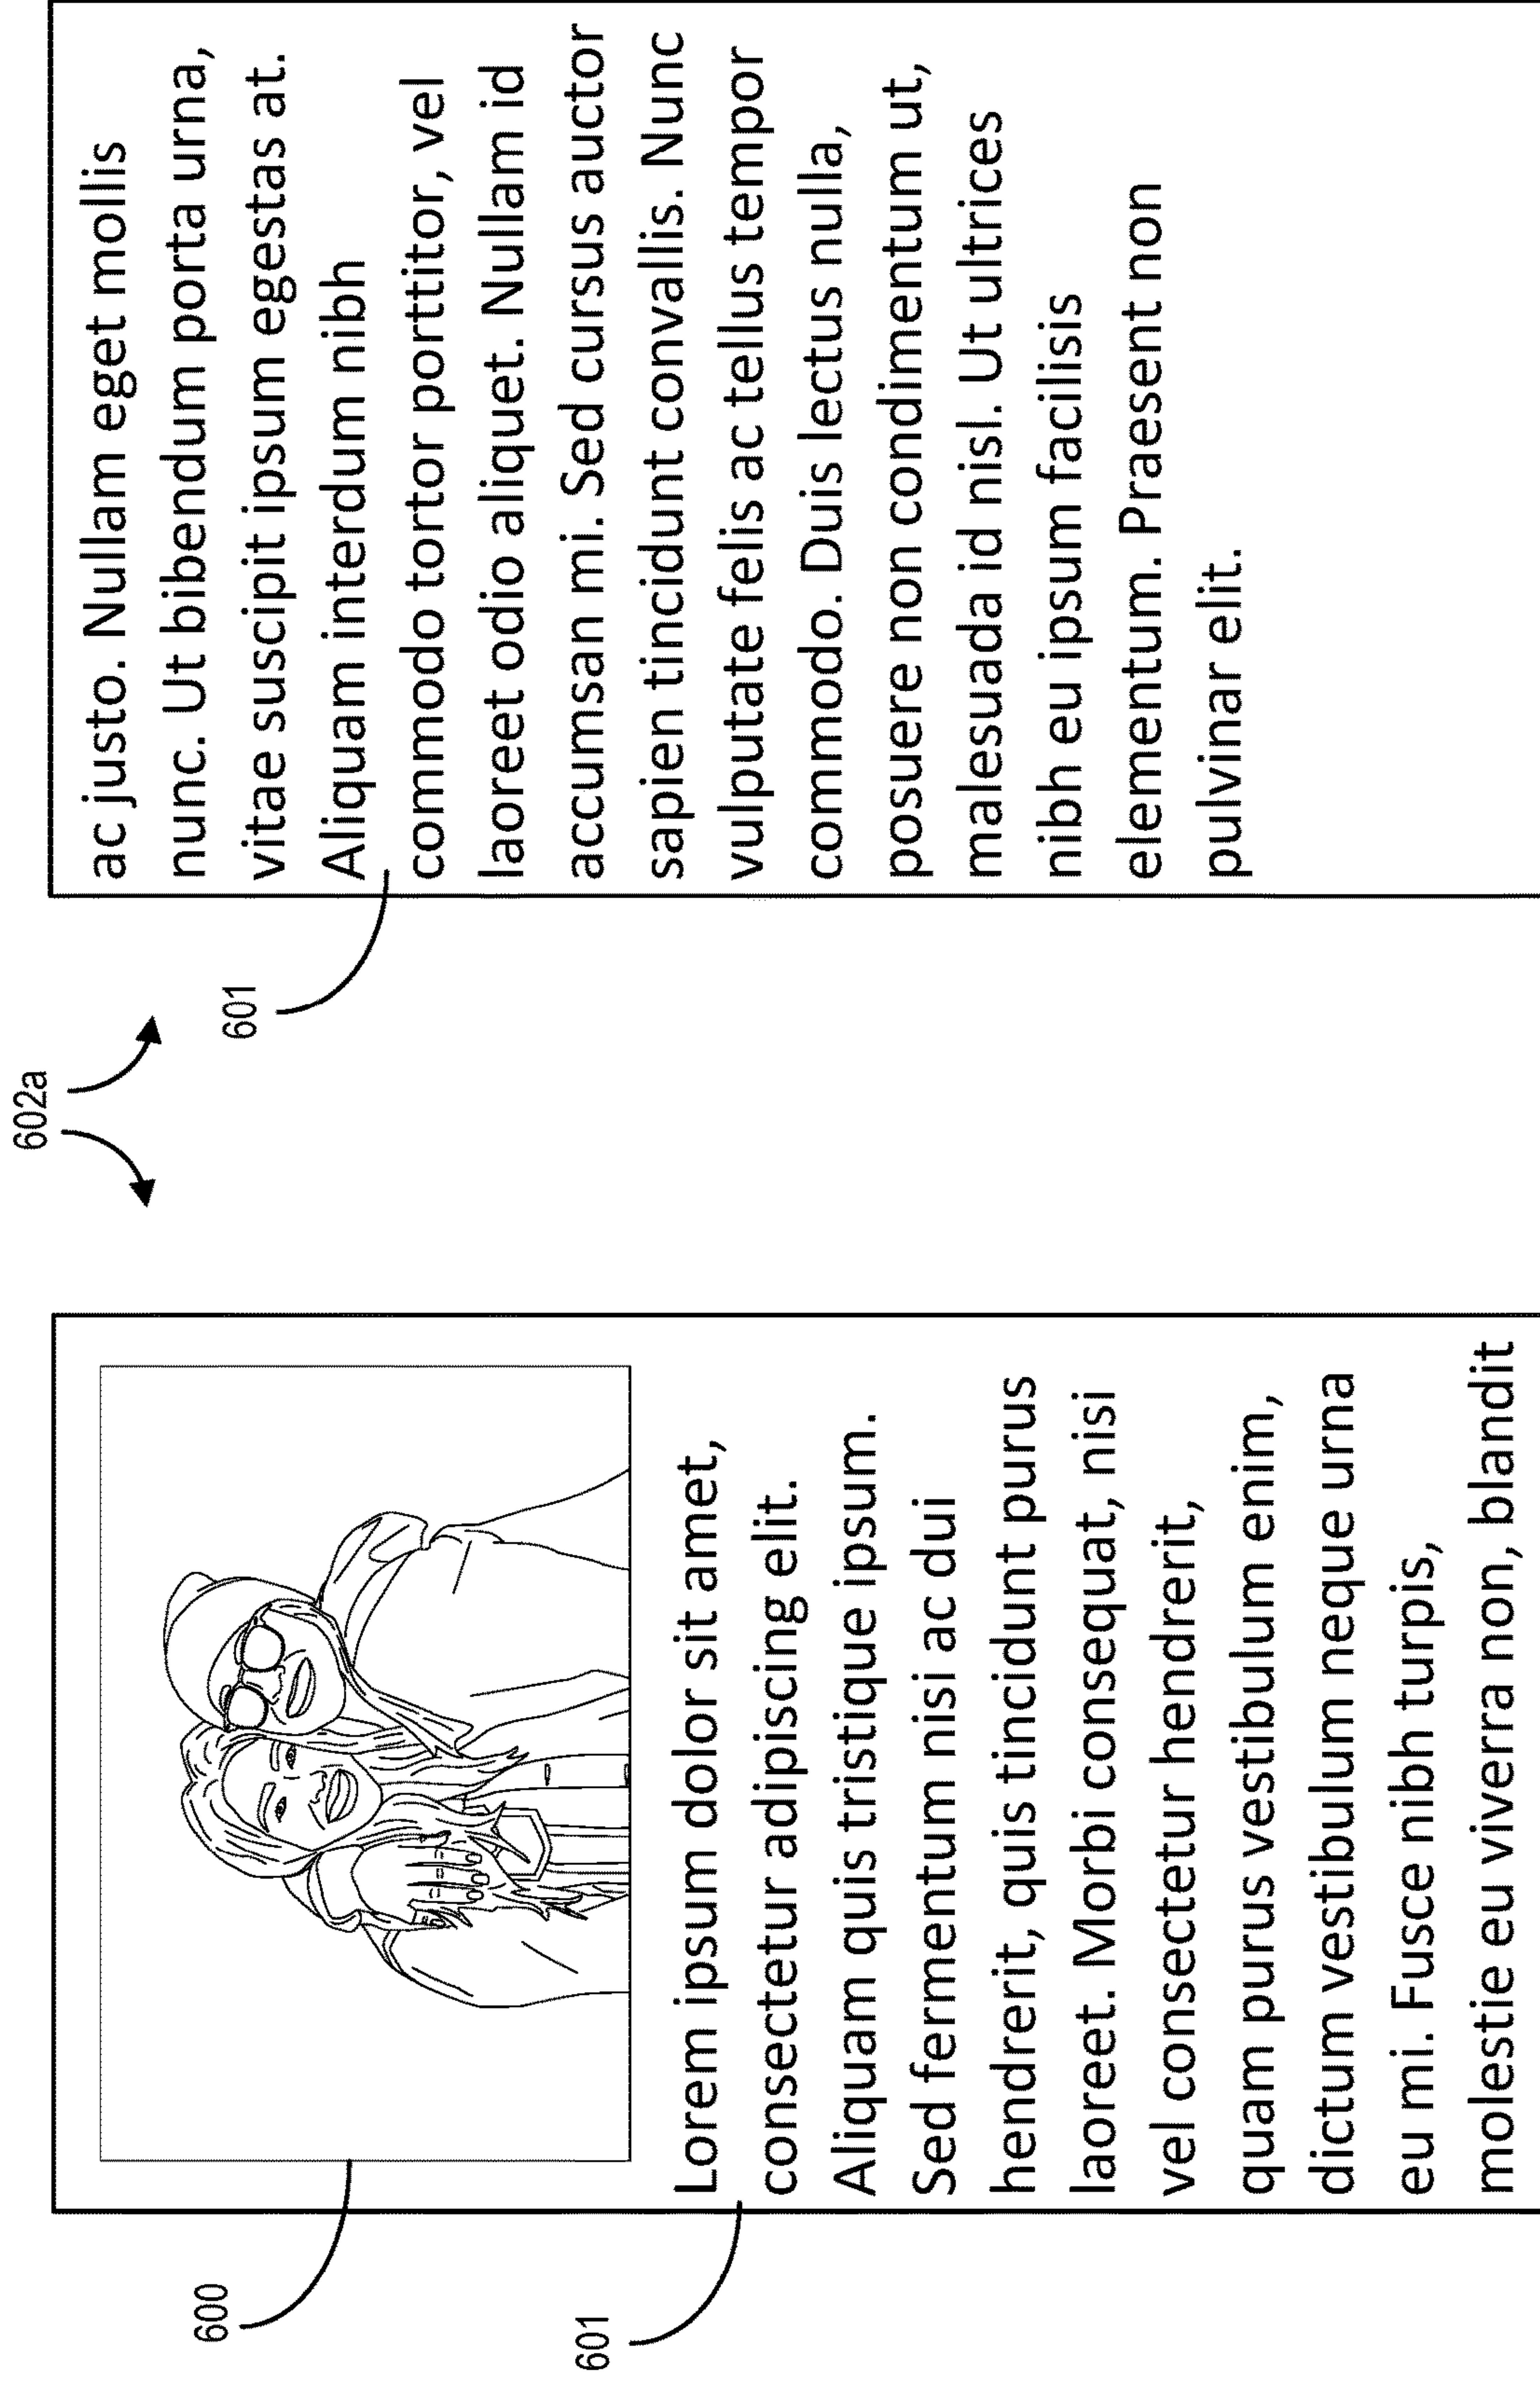 602a
600
601
Lorem ipsum dolor sit amet,
consectetur adipiscing elit.
Aliquam quis tristique ipsum.
Sed fermentum nisi ac dui
hendrerit, quis tincidunt purus
laoreet. Morbi consequat, nisi
vel consectetur hendrerit,
quam purus vestibulum enim,
dictum vestibulum neque urna
eu mi. Fusce nibh turpis,
molestie eu viverra non, blandit
601
ac justo. Nullam eget mollis
nunc. Ut bibendum porta urna,
vitae suscipit ipsum egestas at.
Aliquam interdum nibh
commodo tortor porttitor, vel
laoreet odio aliquet. Nullam id
accumsan mi. Sed cursus auctor
sapien tincidunt convallis. Nunc
vulputate felis ac tellus tempor
commodo. Duis lectus nulla,
posuere non condimentum ut,
malesuada id nisl. Ut ultrices
nibh eu ipsum facilisis
elementum. Praesent non
pulvinar elit.